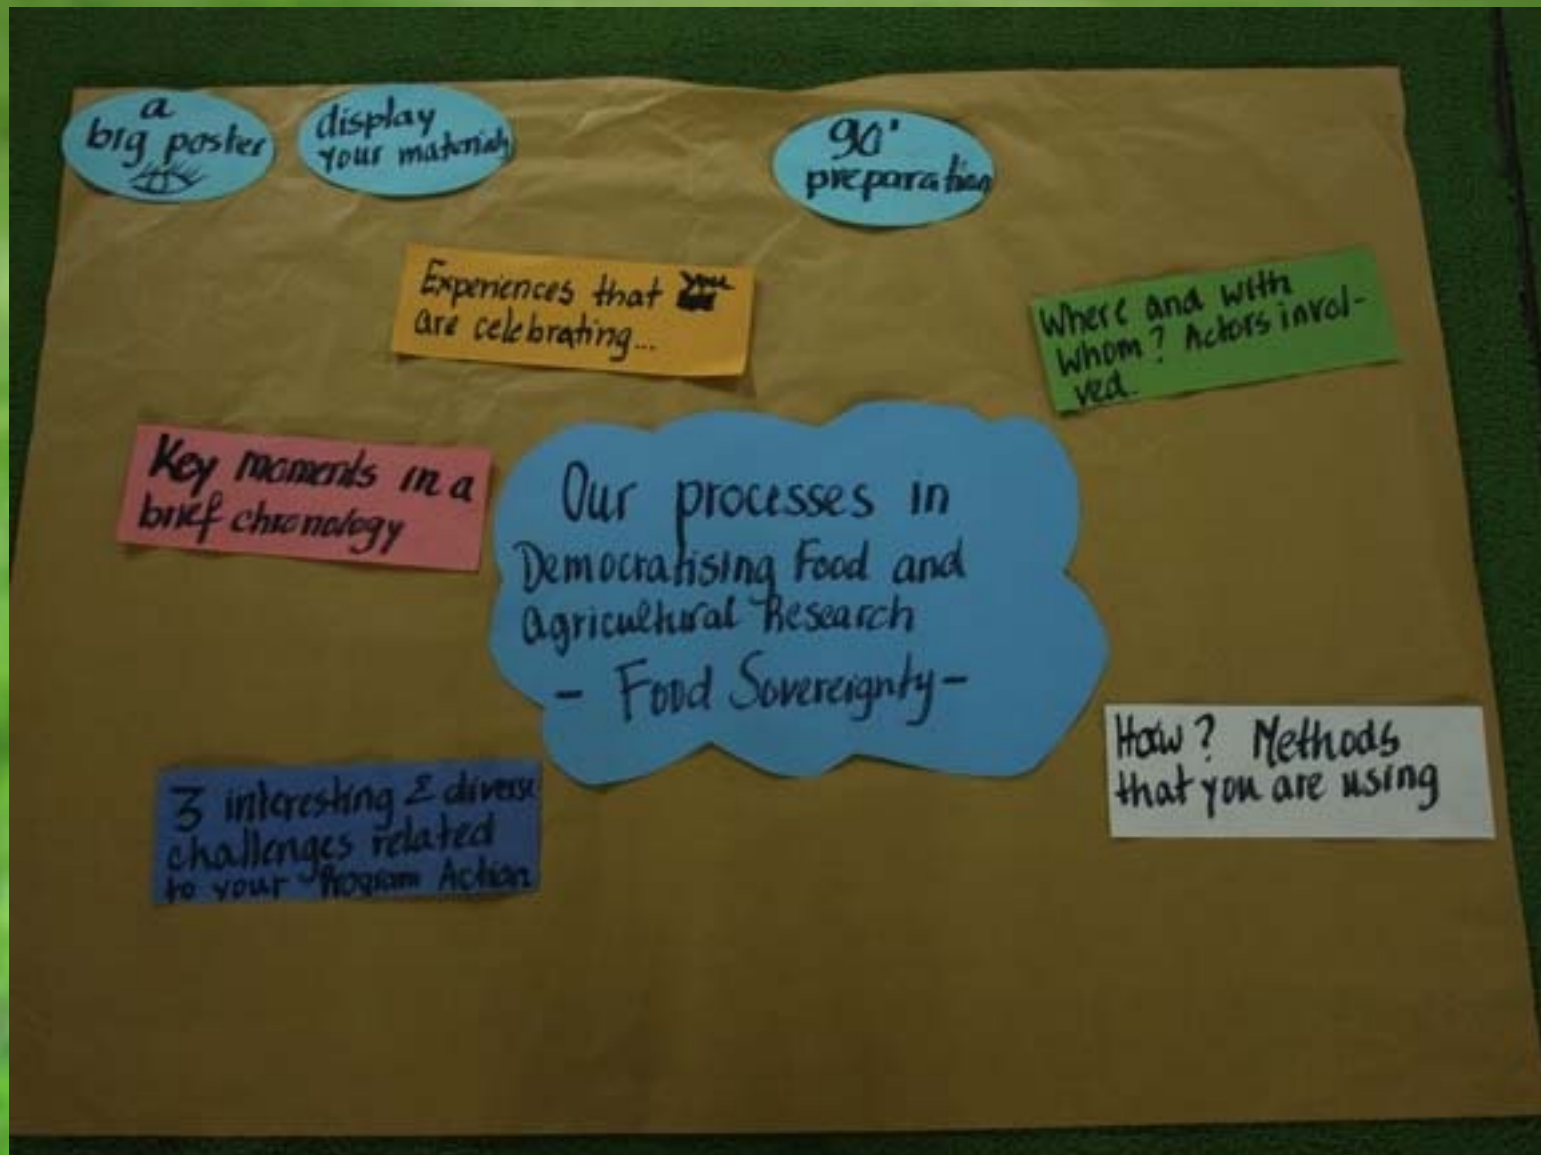 a
big poster
display
your materials
90'
preparation
Experiences that you
are celebrating...
Where and with
whom? Actors invol-
ved.
Key moments in a
brief chronology
Our processes in
Democratising Food and
Agricultural Research
- Food Sovereignty -
How? Methods
that you are using
3 interesting & diverse
challenges related
to your Program Action